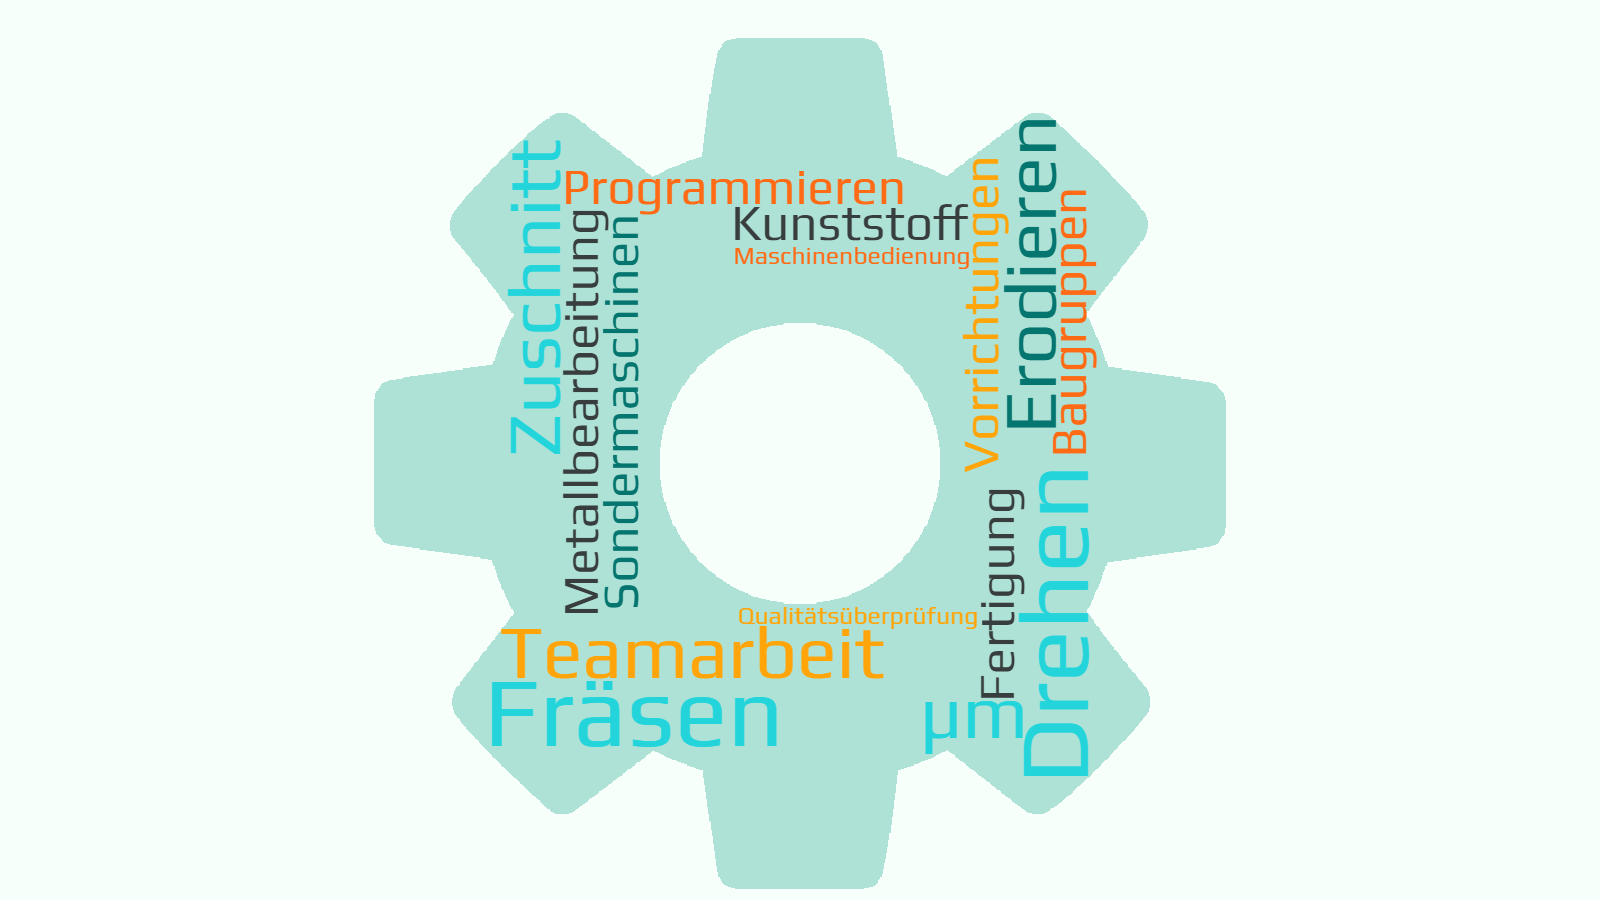 Zuschnitt
Programmieren
Kunststoff
Maschinenbedienung
Metallbearbeitung
Sondermaschinen
Vorrichtungen
Erodieren
Baugruppen
Fertigung
Drehen
Qualitätsüberprüfung
Teamarbeit
Fräsen
µm